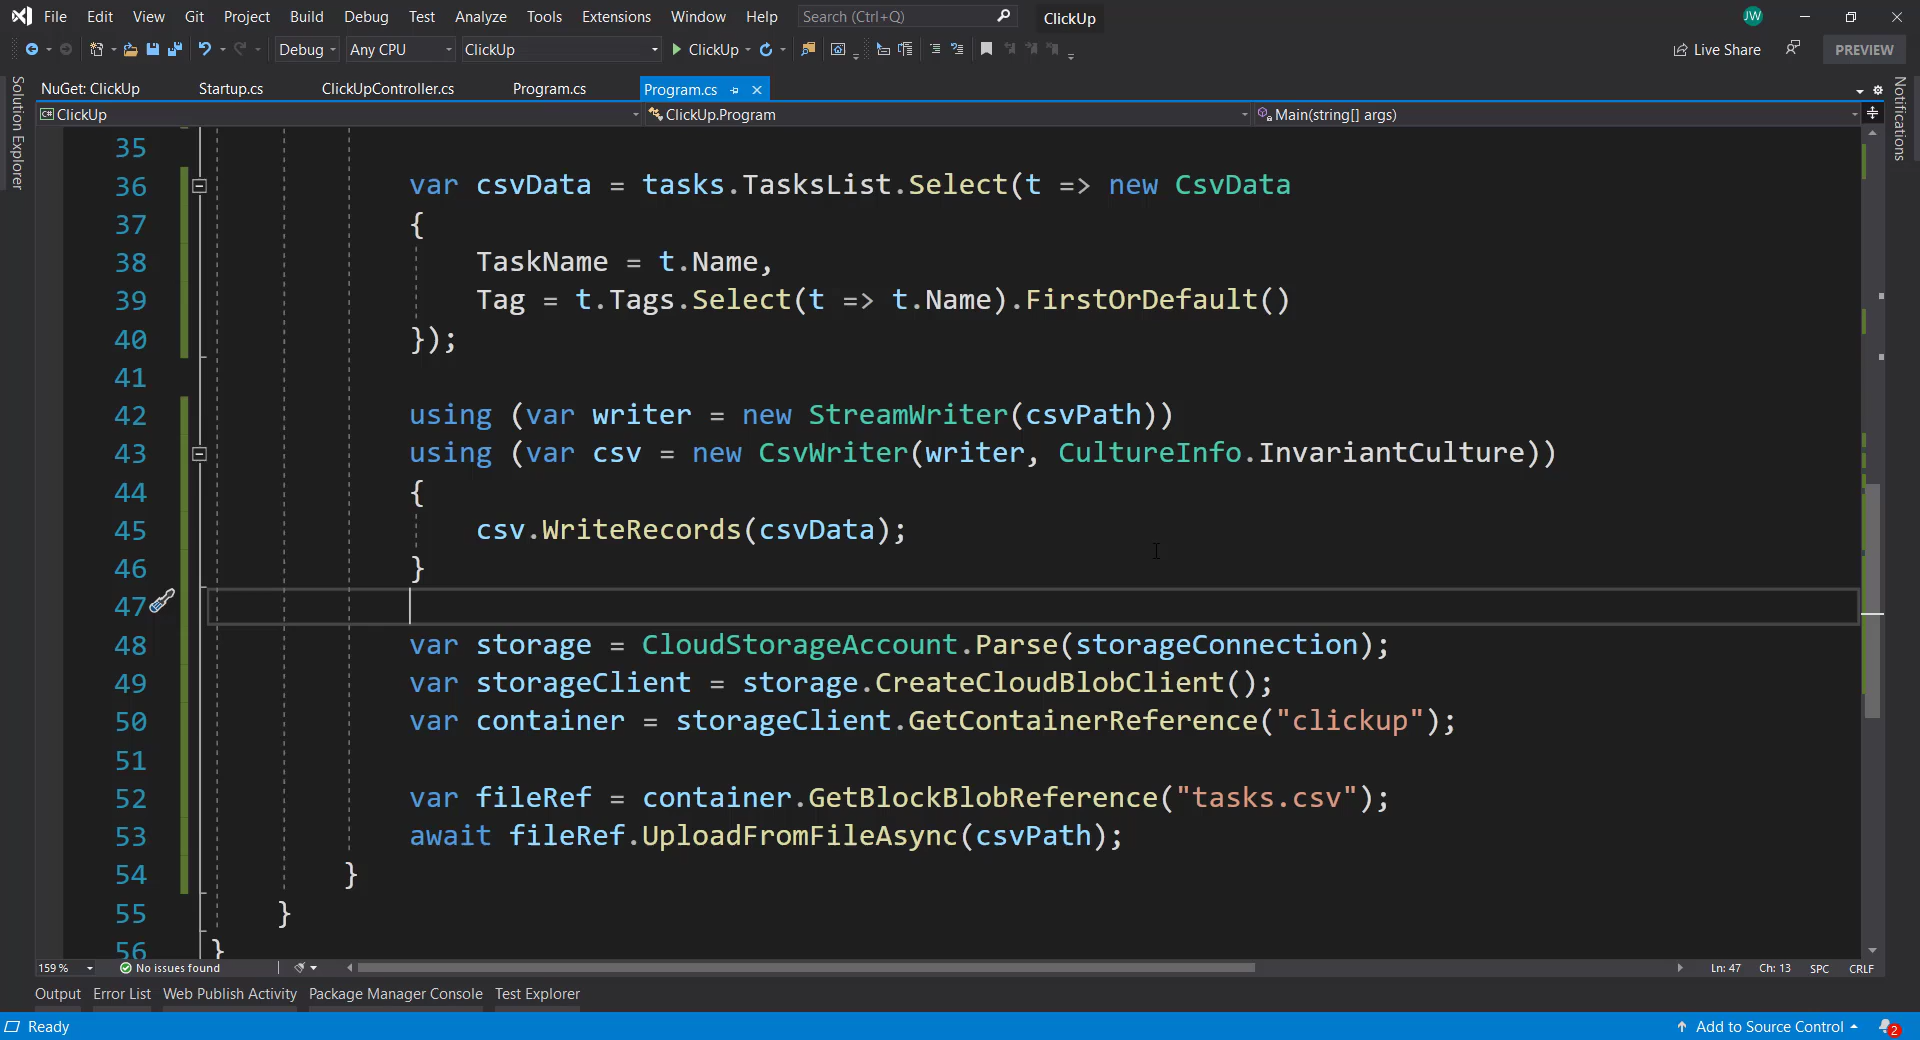 File Edit View Git Project Build Debug Test Analyze Tools Extensions Window Help Search (Ctrl+Q) ClickUp JW
Debug Any CPU ClickUp ClickUp Live Share PREVIEW
Solution Explorer
NuGet: ClickUp Startup.cs ClickUpController.cs Program.cs Program.cs
Notifications
C# ClickUp ClickUp.Program Main(string[] args)
35
36 var csvData = tasks.TasksList.Select(t => new CsvData
37 {
38 TaskName = t.Name,
39 Tag = t.Tags.Select(t => t.Name).FirstOrDefault()
40 });
41
42 using (var writer = new StreamWriter(csvPath))
43 using (var csv = new CsvWriter(writer, CultureInfo.InvariantCulture))
44 {
45 csv.WriteRecords(csvData);
46 }
47
48 var storage = CloudStorageAccount.Parse(storageConnection);
49 var storageClient = storage.CreateCloudBlobClient();
50 var container = storageClient.GetContainerReference("clickup");
51
52 var fileRef = container.GetBlockBlobReference("tasks.csv");
53 await fileRef.UploadFromFileAsync(csvPath);
54 }
55 }
56 }
159 % No issues found Ln: 47 Ch: 13 SPC CRLF
Output Error List Web Publish Activity Package Manager Console Test Explorer
Ready Add to Source Control 2